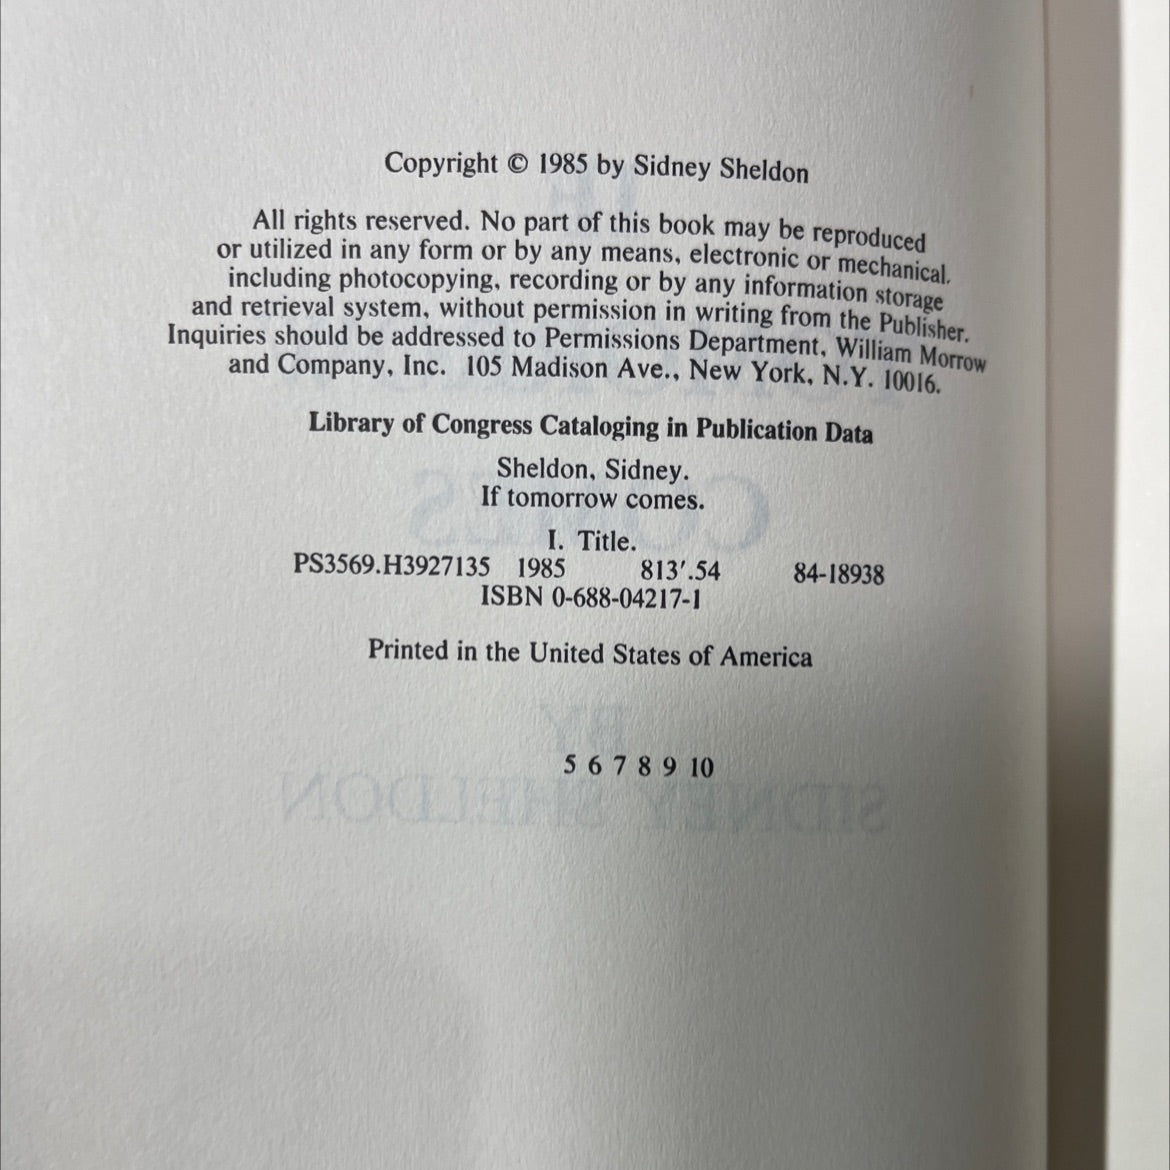 Copyright © 1985 by Sidney Sheldon
All rights reserved. No part of this book may be reproduced
or utilized in any form or by any means, electronic or mechanical,
including photocopying, recording or by any information storage
and retrieval system, without permission in writing from the Publisher.
Inquiries should be addressed to Permissions Department, William Morrow
and Company, Inc. 105 Madison Ave., New York, N.Y. 10016.
Library of Congress Cataloging in Publication Data
Sheldon, Sidney.
If tomorrow comes.
I. Title.
PS3569.H3927135 1985 813′.54 84-18938
ISBN 0-688-04217-1
Printed in the United States of America
BY
5 6 7 8 9 10
SIDNEY SHELDON